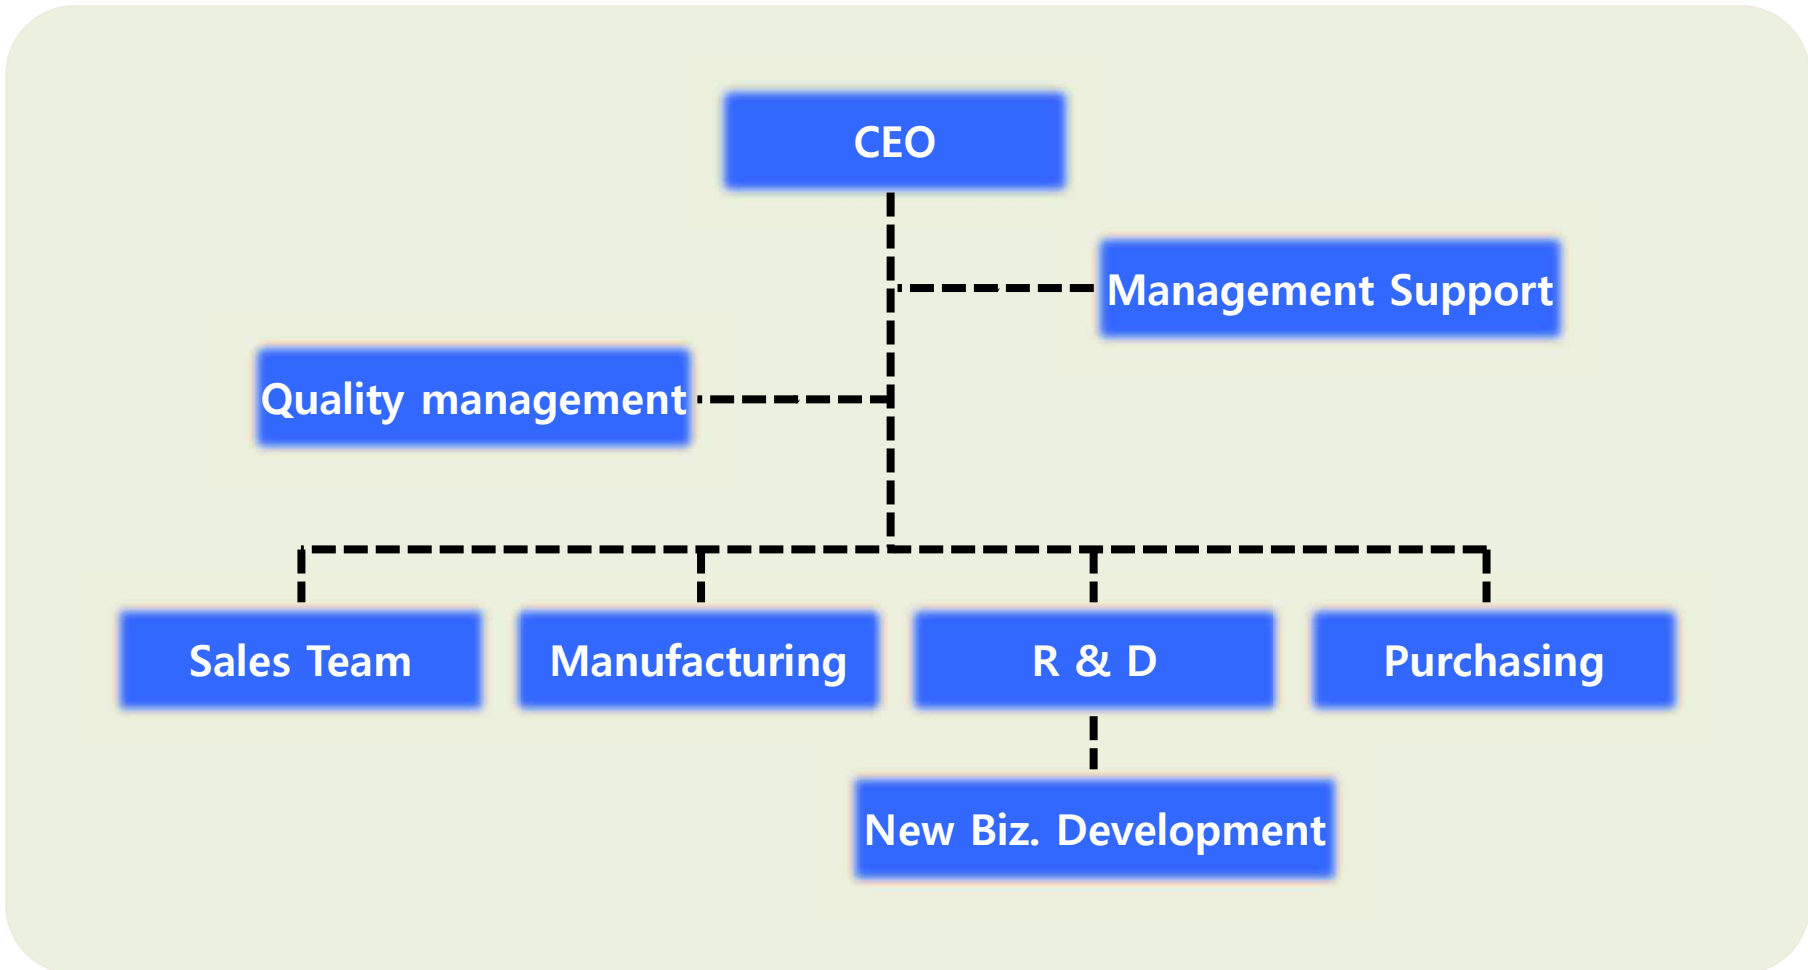 CEO
Management Support
Quality management
Sales Team
Manufacturing
R & D
Purchasing
New Biz. Development